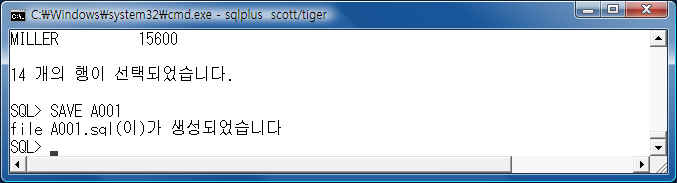 C:₩Windows₩system32₩cmd.exe - sqlplus  scott/tiger
MILLER          15600
14 개의 행이 선택되었습니다.
SQL> SAVE A001
file A001.sql(이)가 생성되었습니다
SQL>